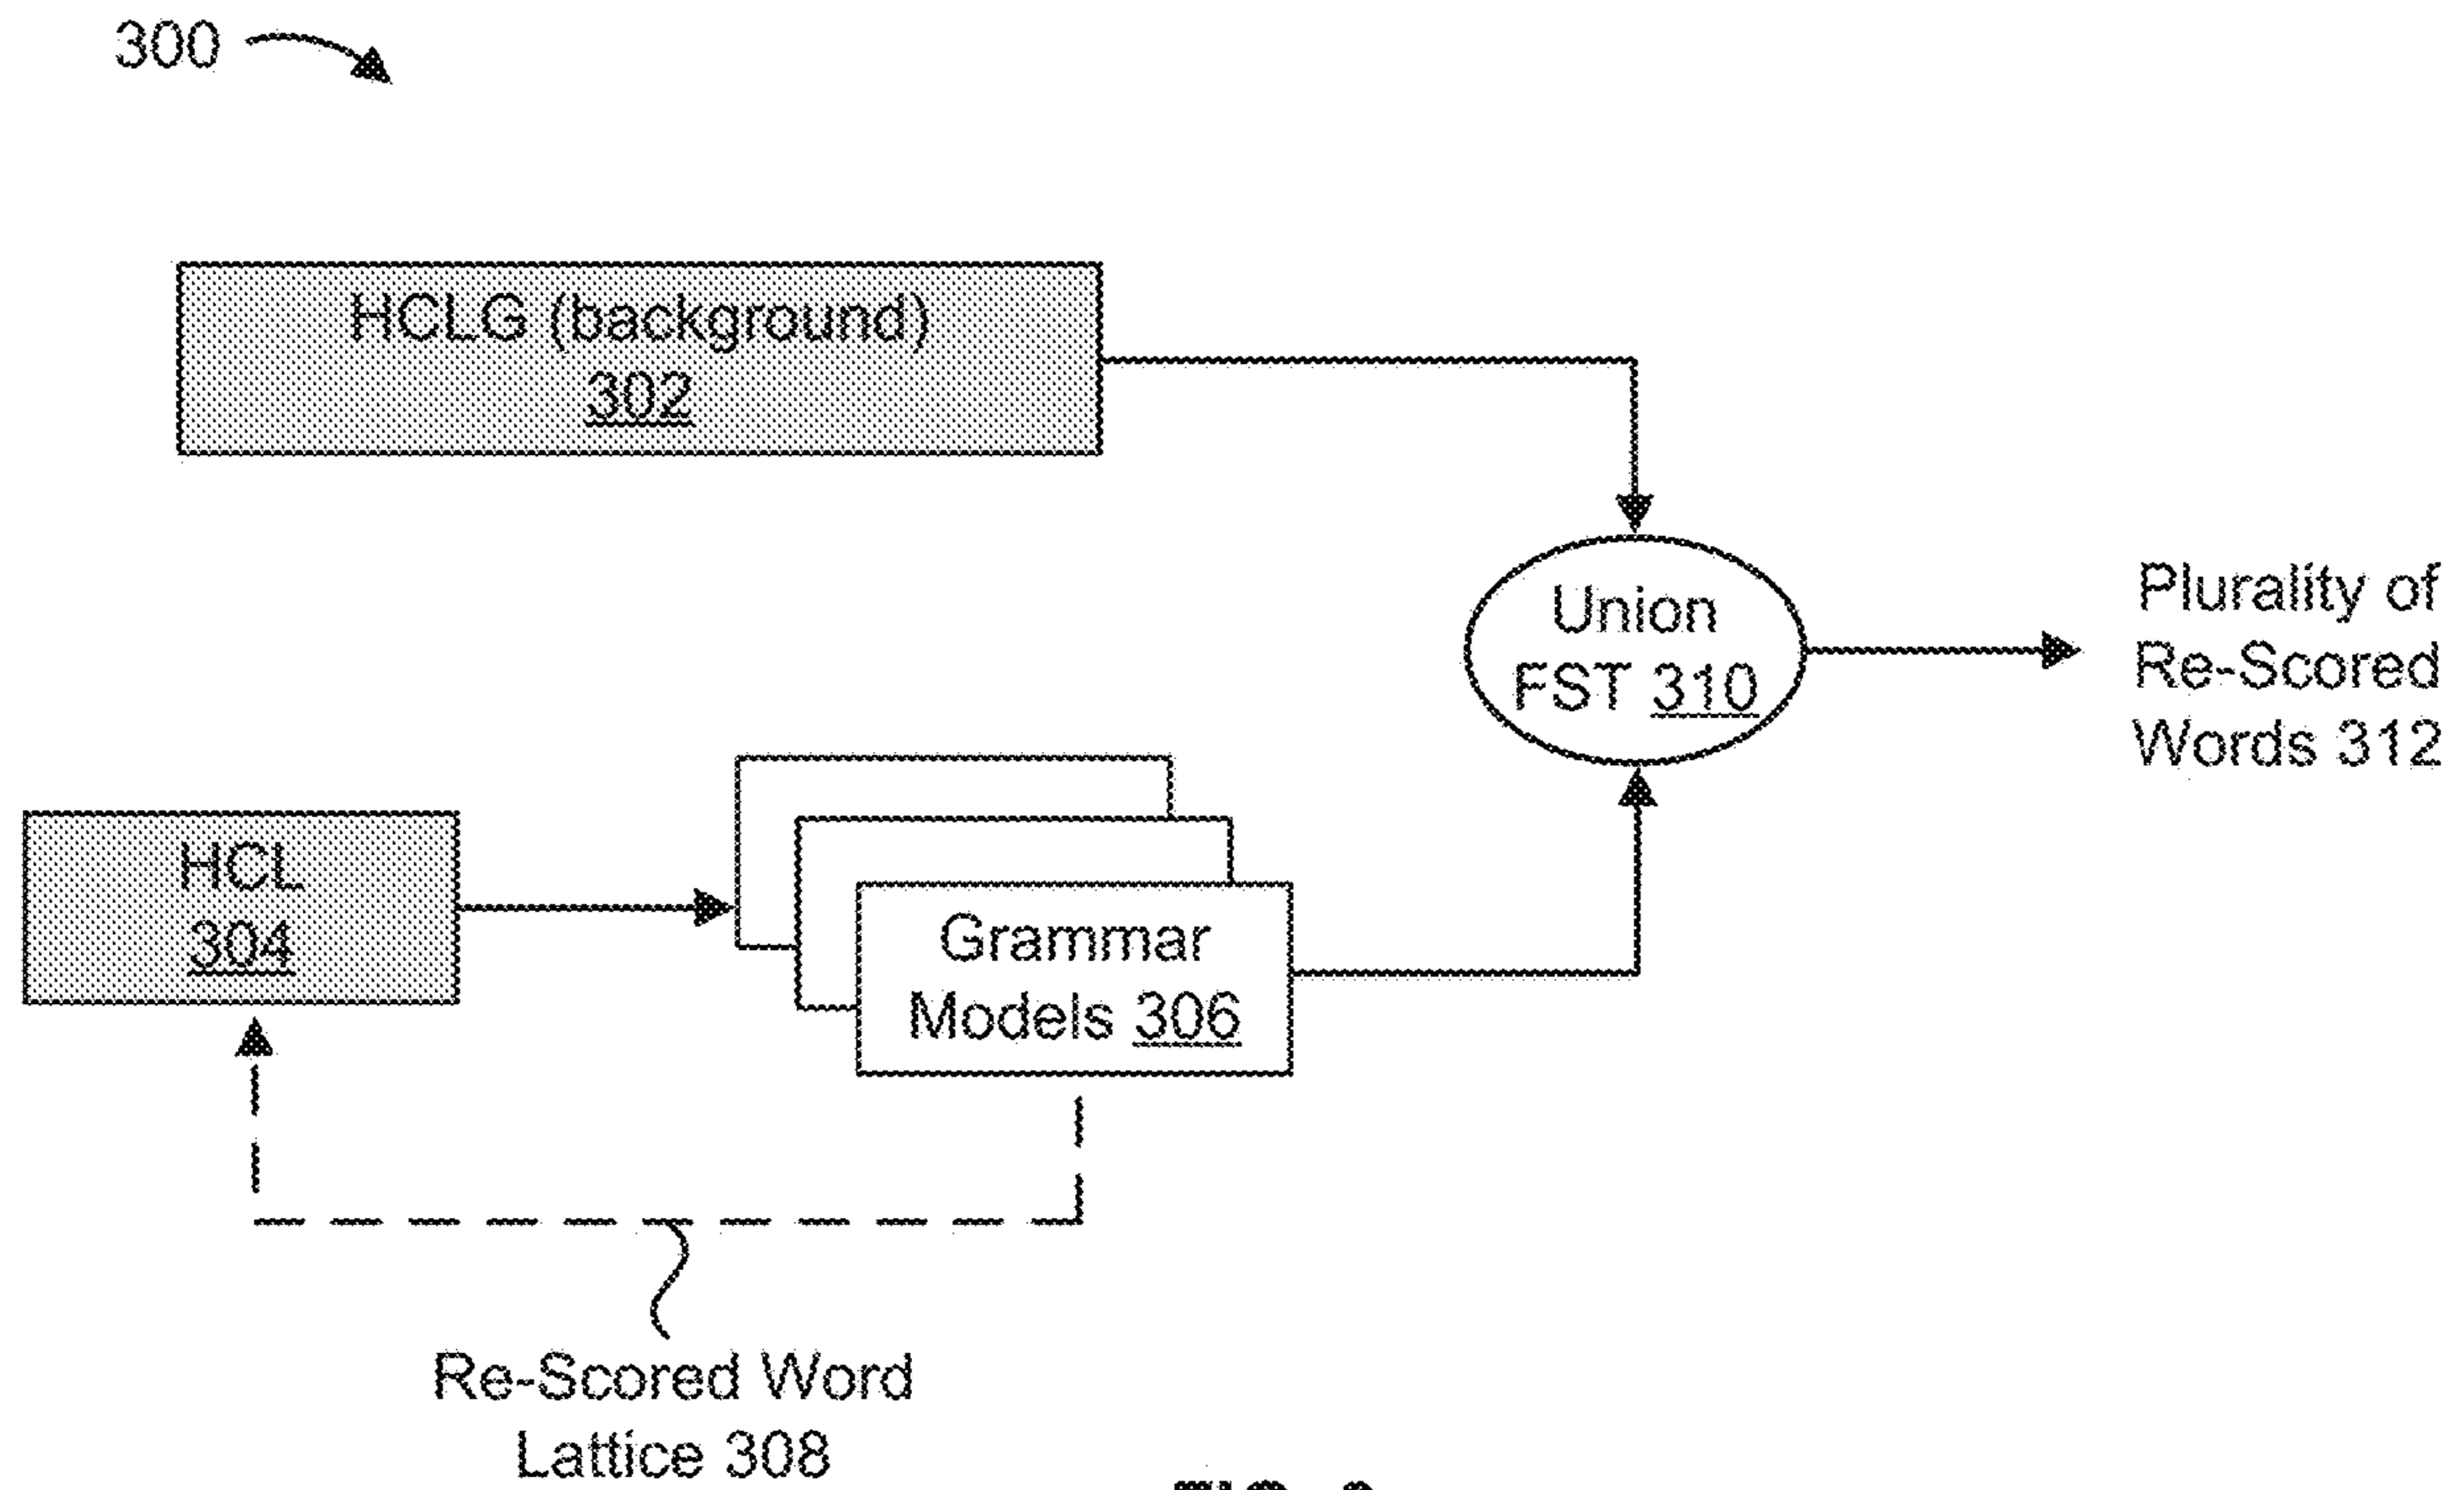 300
HCLG (background)
302
Union
FST 310
Plurality of
Re-Scored
Words 312
HCL
304
Grammar
Models 306
Re-Scored Word
Lattice 308